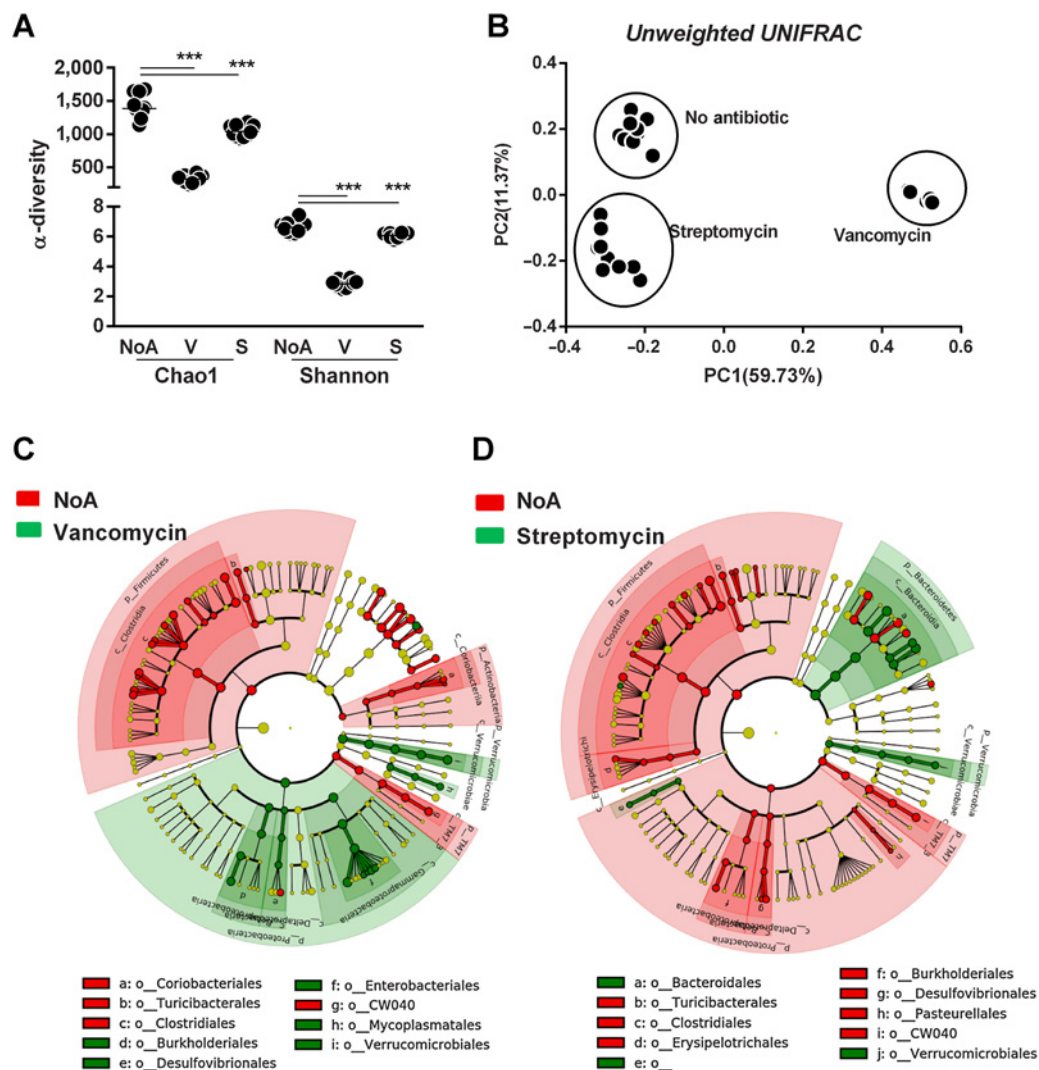 A
α-diversity
2,000
1,500
1,000
500
8
6
4
2
0
***
***
***
***
NoA V S NoA V S
Chao1 Shannon
B
Unweighted UNIFRAC
PC2(11.37%)
0.4
0.2
0.0
−0.2
−0.4
No antibiotic
Streptomycin
Vancomycin
−0.4 −0.2 0.0 0.2 0.4 0.6
PC1(59.73%)
C
NoA
Vancomycin
p__Firmicutes
c__Clostridia
c
b
p__Actinobacteria
c__Coriobacteriia
a
p__Verrucomicrobia
c__Verrucomicrobiae
i
h
g
p__TM7
c__TM7_3
c__Gammaproteobacteria
f
e
d
c__Deltaproteobacteria
p__Proteobacteria
a: o__Coriobacteriales
b: o__Turicibacterales
c: o__Clostridiales
d: o__Burkholderiales
e: o__Desulfovibrionales
f: o__Enterobacteriales
g: o__CW040
h: o__Mycoplasmatales
i: o__Verrucomicrobiales
D
NoA
Streptomycin
p__Firmicutes
c__Clostridia
c
b
p__Bacteroidetes
c__Bacteroidia
a
p__Verrucomicrobia
c__Verrucomicrobiae
j
i
p__TM7
c__TM7_3
h
g
f
e
d
c__Erysipelotrichi
c__Deltaproteobacteria
p__Proteobacteria
a: o__Bacteroidales
b: o__Turicibacterales
c: o__Clostridiales
d: o__Erysipelotrichales
e: o__
f: o__Burkholderiales
g: o__Desulfovibrionales
h: o__Pasteurellales
i: o__CW040
j: o__Verrucomicrobiales